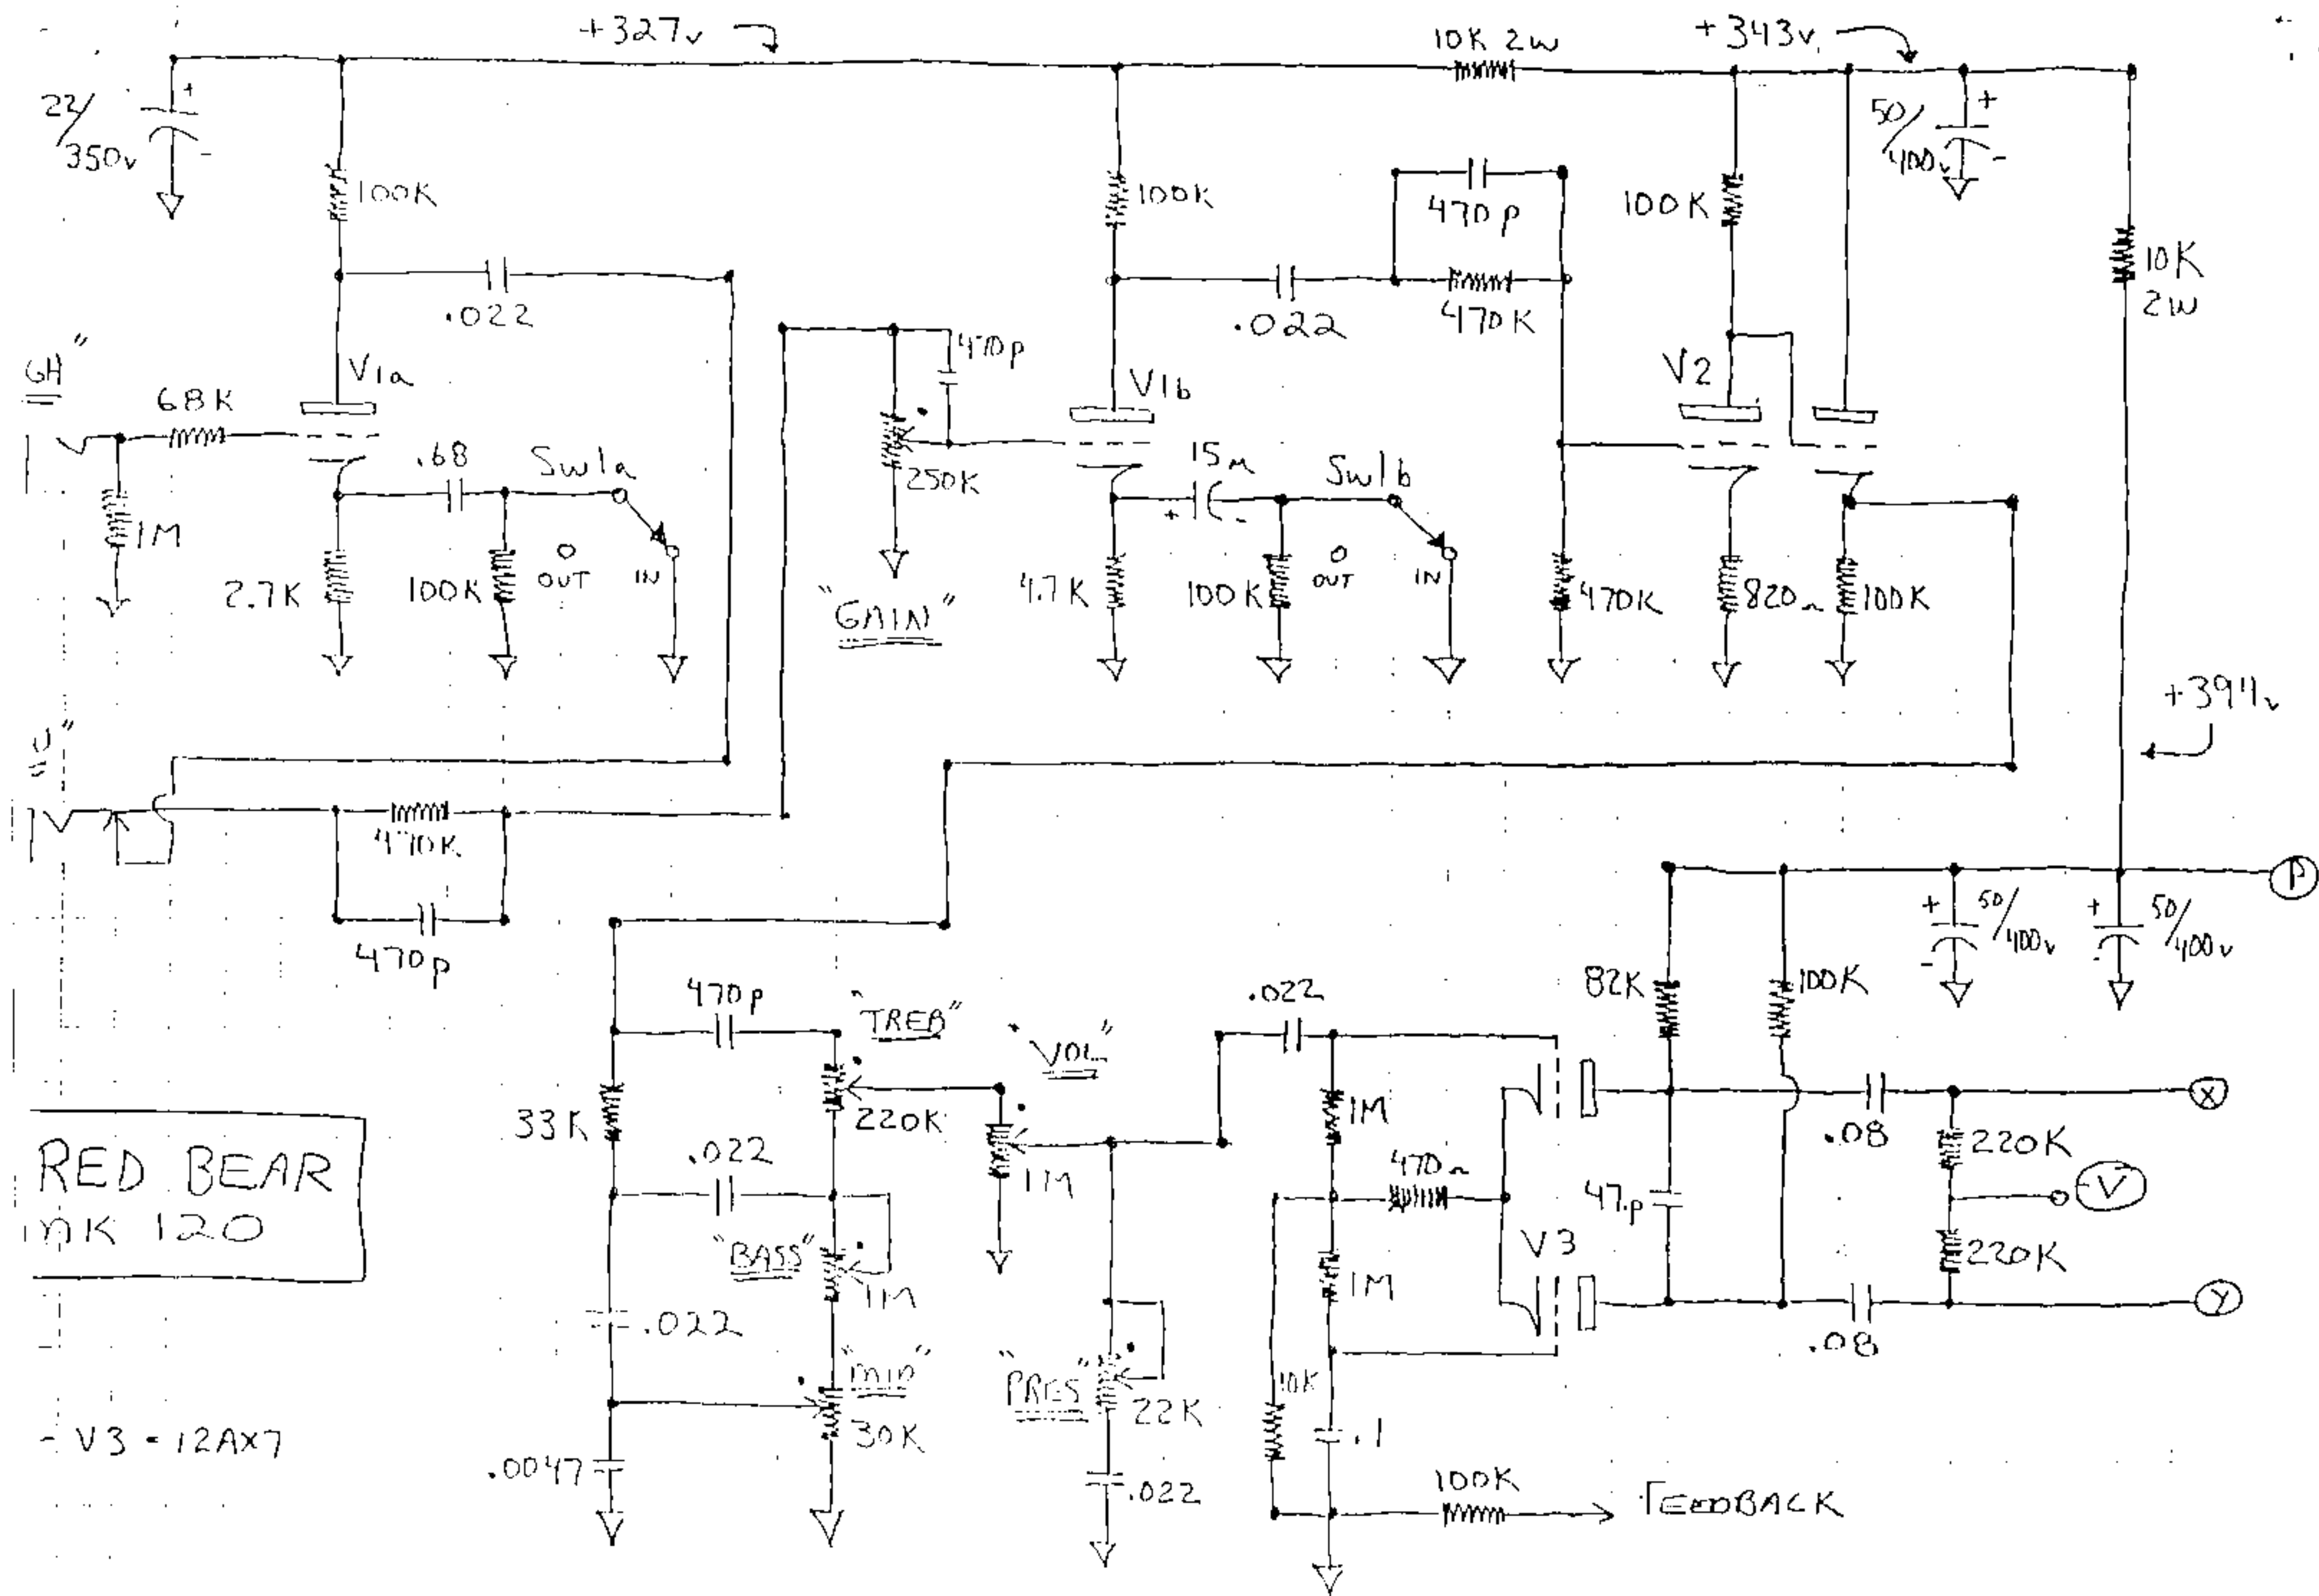 +327v
10K 2W
+343v
22/350v
100K
100K
470p
100K
50/400v
10K
2W
.022
.022
470K
470p
V1a
V1b
V2
68K
.68
Sw1a
250K
15μ
Sw1b
1M
2.7K
100K
OUT
IN
"GAIN"
4.7K
100K
OUT
IN
470K
820Ω
100K
+394v
470K
470p
P
50/400v
50/400v
82K
100K
470p
"TREB"
"VOL"
.022
33K
220K
1M
1M
.08
X
220K
RED BEAR
MK 120
.022
470Ω
47p
-V
"BASS"
1M
V3
1M
220K
.022
.08
Y
"MID"
"PRES"
30K
22K
10K
- V3 = 12AX7
.0047
.022
.1
100K
FEEDBACK